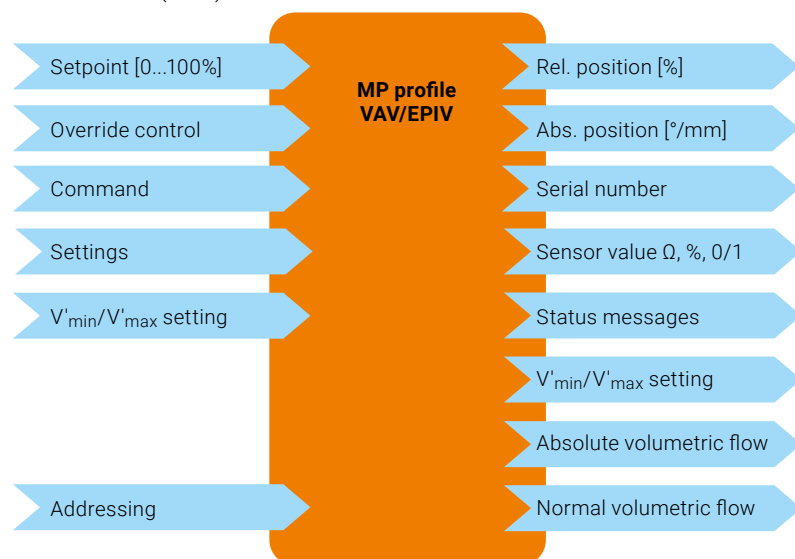 Setpoint [0...100%]
MP profile
VAV/EPIV
Rel. position [%]
Override control
Abs. position [°/mm]
Command
Serial number
Settings
Sensor value Ω, %, 0/1
V'min/V'max setting
Status messages
V'min/V'max setting
Absolute volumetric flow
Addressing
Normal volumetric flow